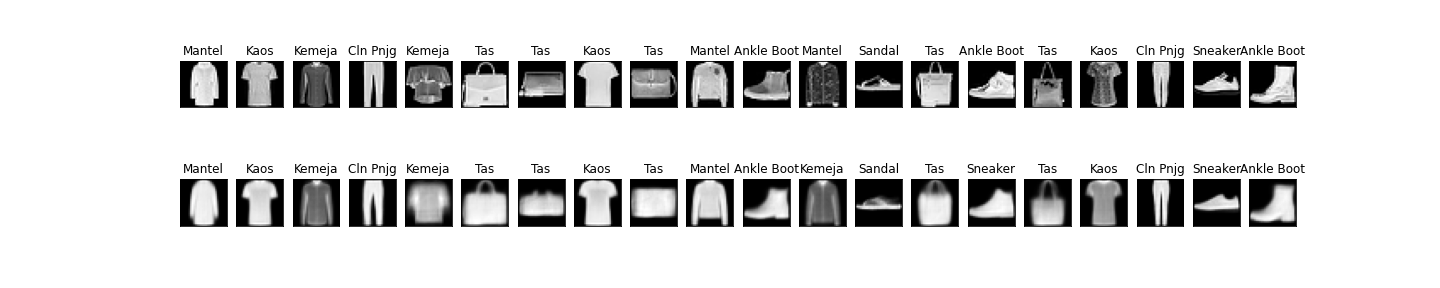 Mantel Kaos Kemeja Cln Pnjg Kemeja Tas Tas Kaos Tas Mantel Ankle Boot Mantel Sandal Tas Ankle Boot Tas Kaos Cln Pnjg Sneaker Ankle Boot
Mantel Kaos Kemeja Cln Pnjg Kemeja Tas Tas Kaos Tas Mantel Ankle Boot Kemeja Sandal Tas Sneaker Tas Kaos Cln Pnjg Sneaker Ankle Boot